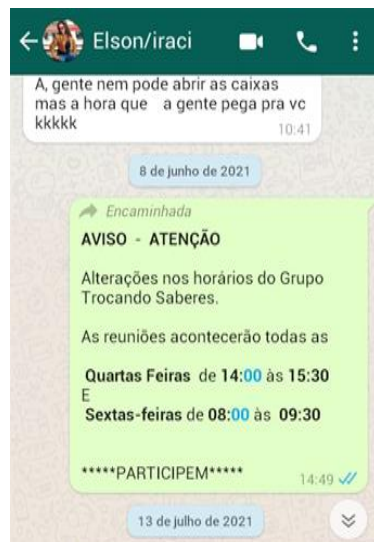 Elson/iraci
A, gente nem pode abrir as caixas
mas a hora que a gente pega pra vc
kkkkk
10:41
8 de junho de 2021
Encaminhada
AVISO - ATENÇÃO
Alterações nos horários do Grupo
Trocando Saberes.
As reuniões acontecerão todas as
Quartas Feiras de 14:00 às 15:30
E
Sextas-feiras de 08:00 às 09:30
*****PARTICIPEM*****
14:49
13 de julho de 2021